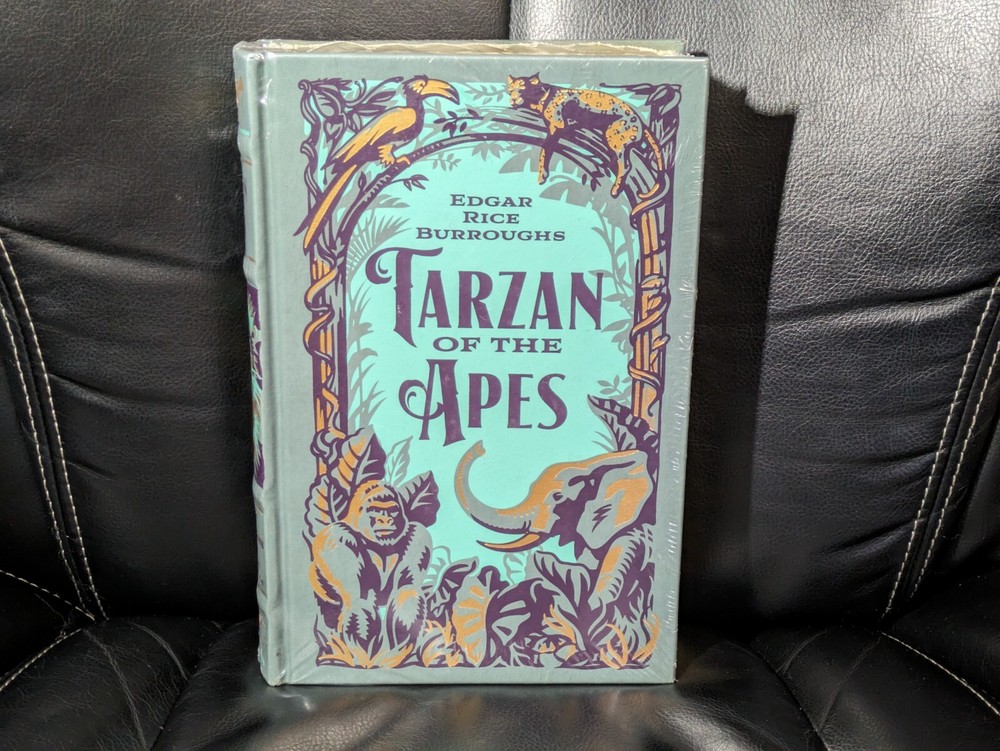 EDGAR
RICE
BURROUGHS
TARZAN
OF THE
APES